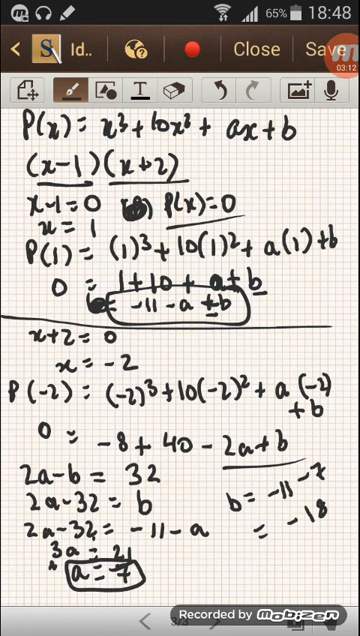 65% 18:48
S Id.. Close Save
03:12
P(x) = x³ + 10x² + ax + b
(x-1)(x+2)
x-1 = 0 P(x) = 0
x = 1
P(1) = (1)³ + 10(1)² + a(1) + b
0 = 1 + 10 + a + b
= -11 - a + b
x+2 = 0
x = -2
P(-2) = (-2)³ + 10(-2)² + a(-2)
+ b
0 = -8 + 40 - 2a + b
2a - b = 32
2a - 32 = b
b = -11 - 7
2a - 32 = -11 - a
= -18
3a = 21
a = 7
3/3
Recorded by mobizen